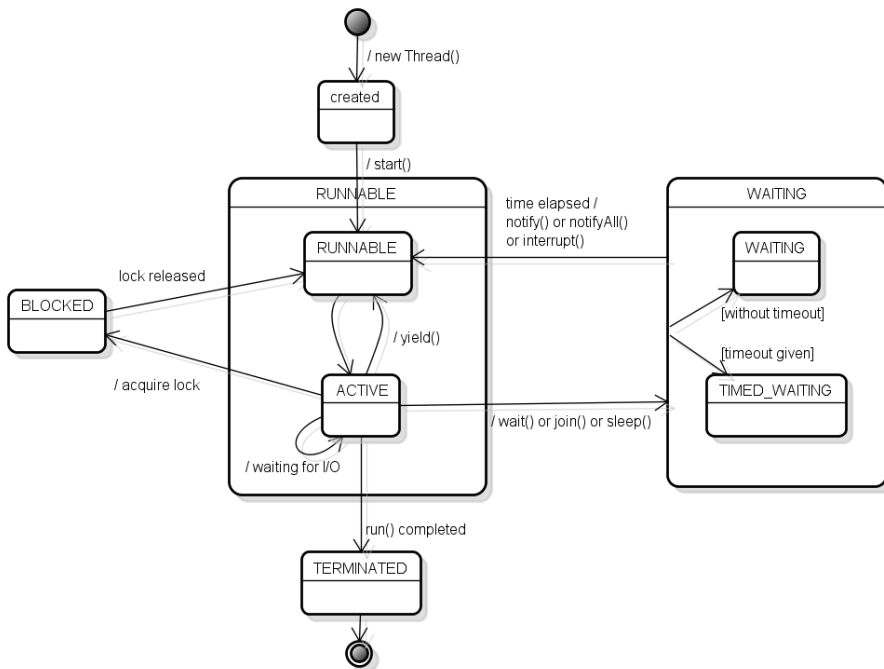 / new Thread()
created
/ start()
RUNNABLE
WAITING
time elapsed /
notify() or notifyAll()
or interrupt()
RUNNABLE
WAITING
lock released
BLOCKED
[without timeout]
/ yield()
[timeout given]
/ acquire lock
ACTIVE
TIMED_WAITING
/ wait() or join() or sleep()
/ waiting for I/O
run() completed
TERMINATED